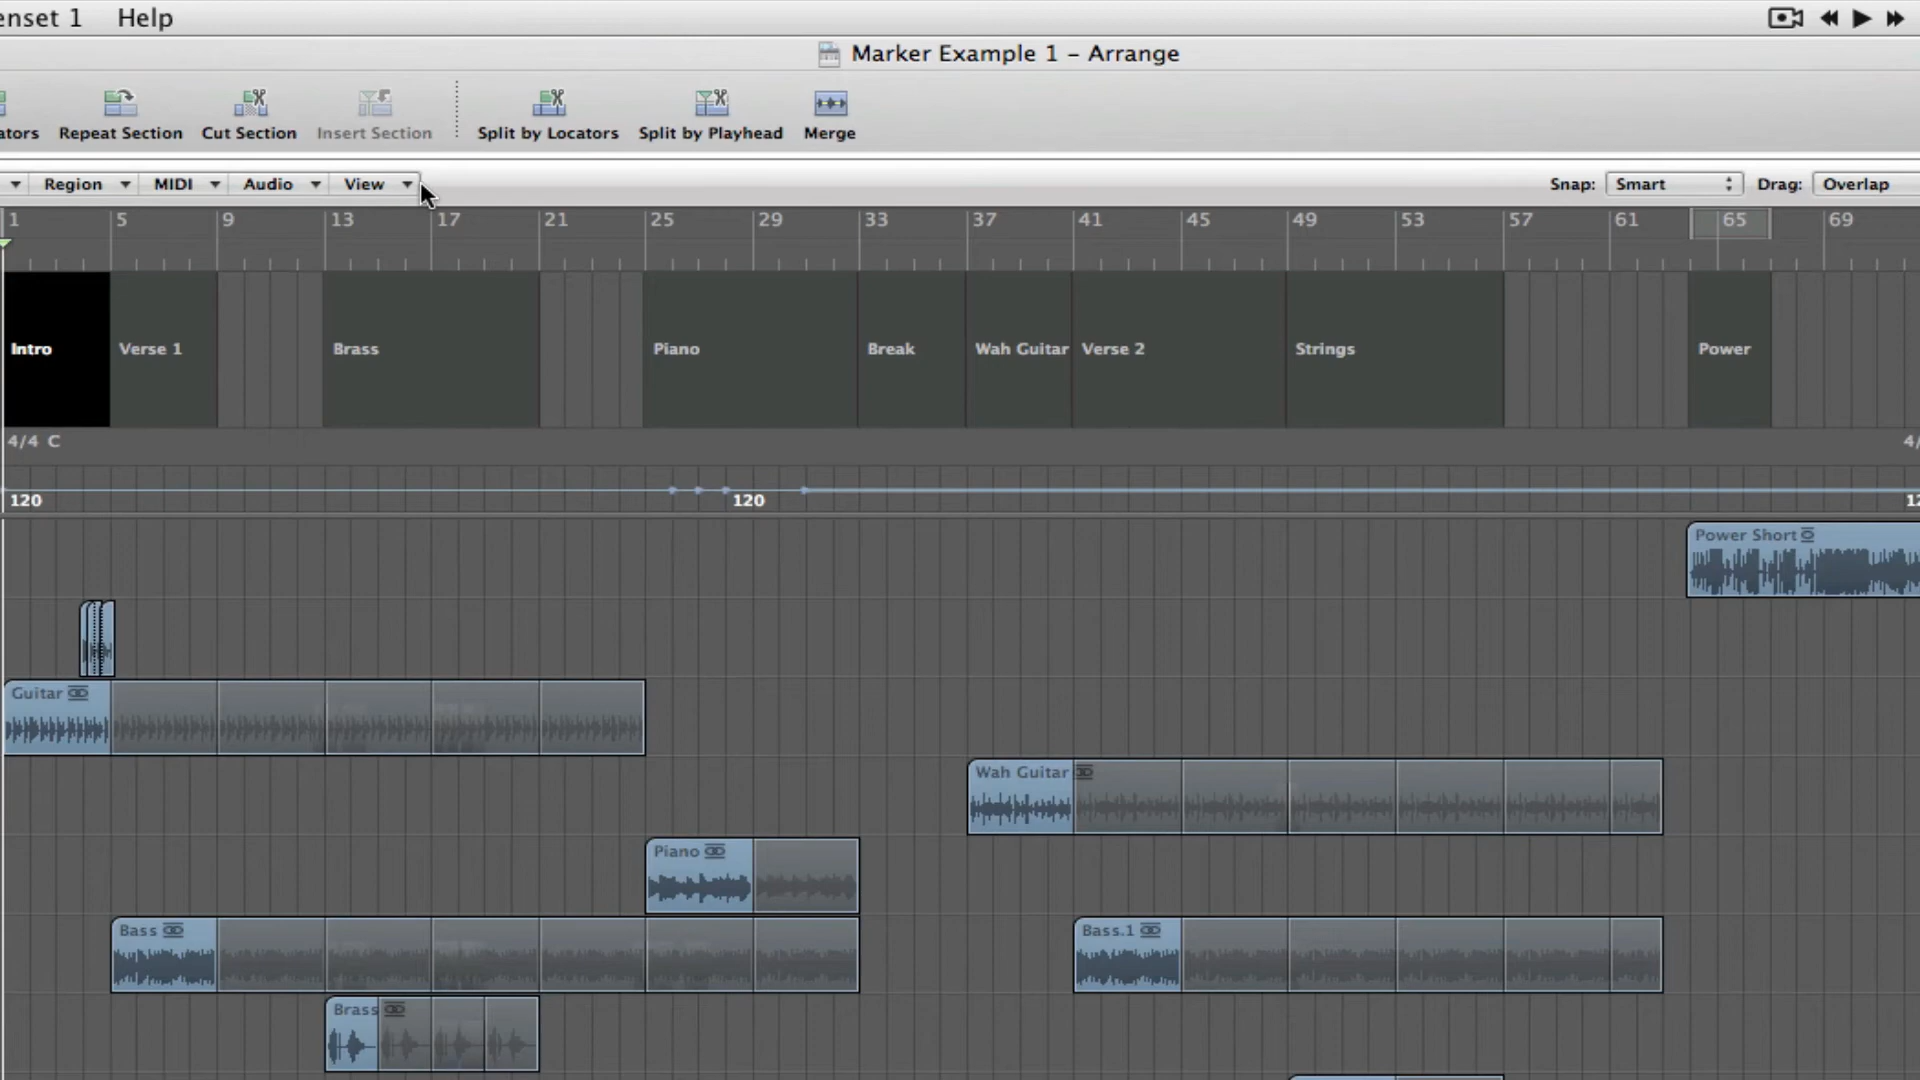 enset 1 Help
Marker Example 1 – Arrange
ators Repeat Section Cut Section Insert Section Split by Locators Split by Playhead Merge
Region MIDI Audio View Snap: Smart Drag: Overlap
1 5 9 13 17 21 25 29 33 37 41 45 49 53 57 61 65 69
Intro Verse 1 Brass Piano Break Wah Guitar Verse 2 Strings Power
4/4 C 4/
120 120 12
Power Short
Guitar
Wah Guitar
Piano
Bass Bass.1
Brass